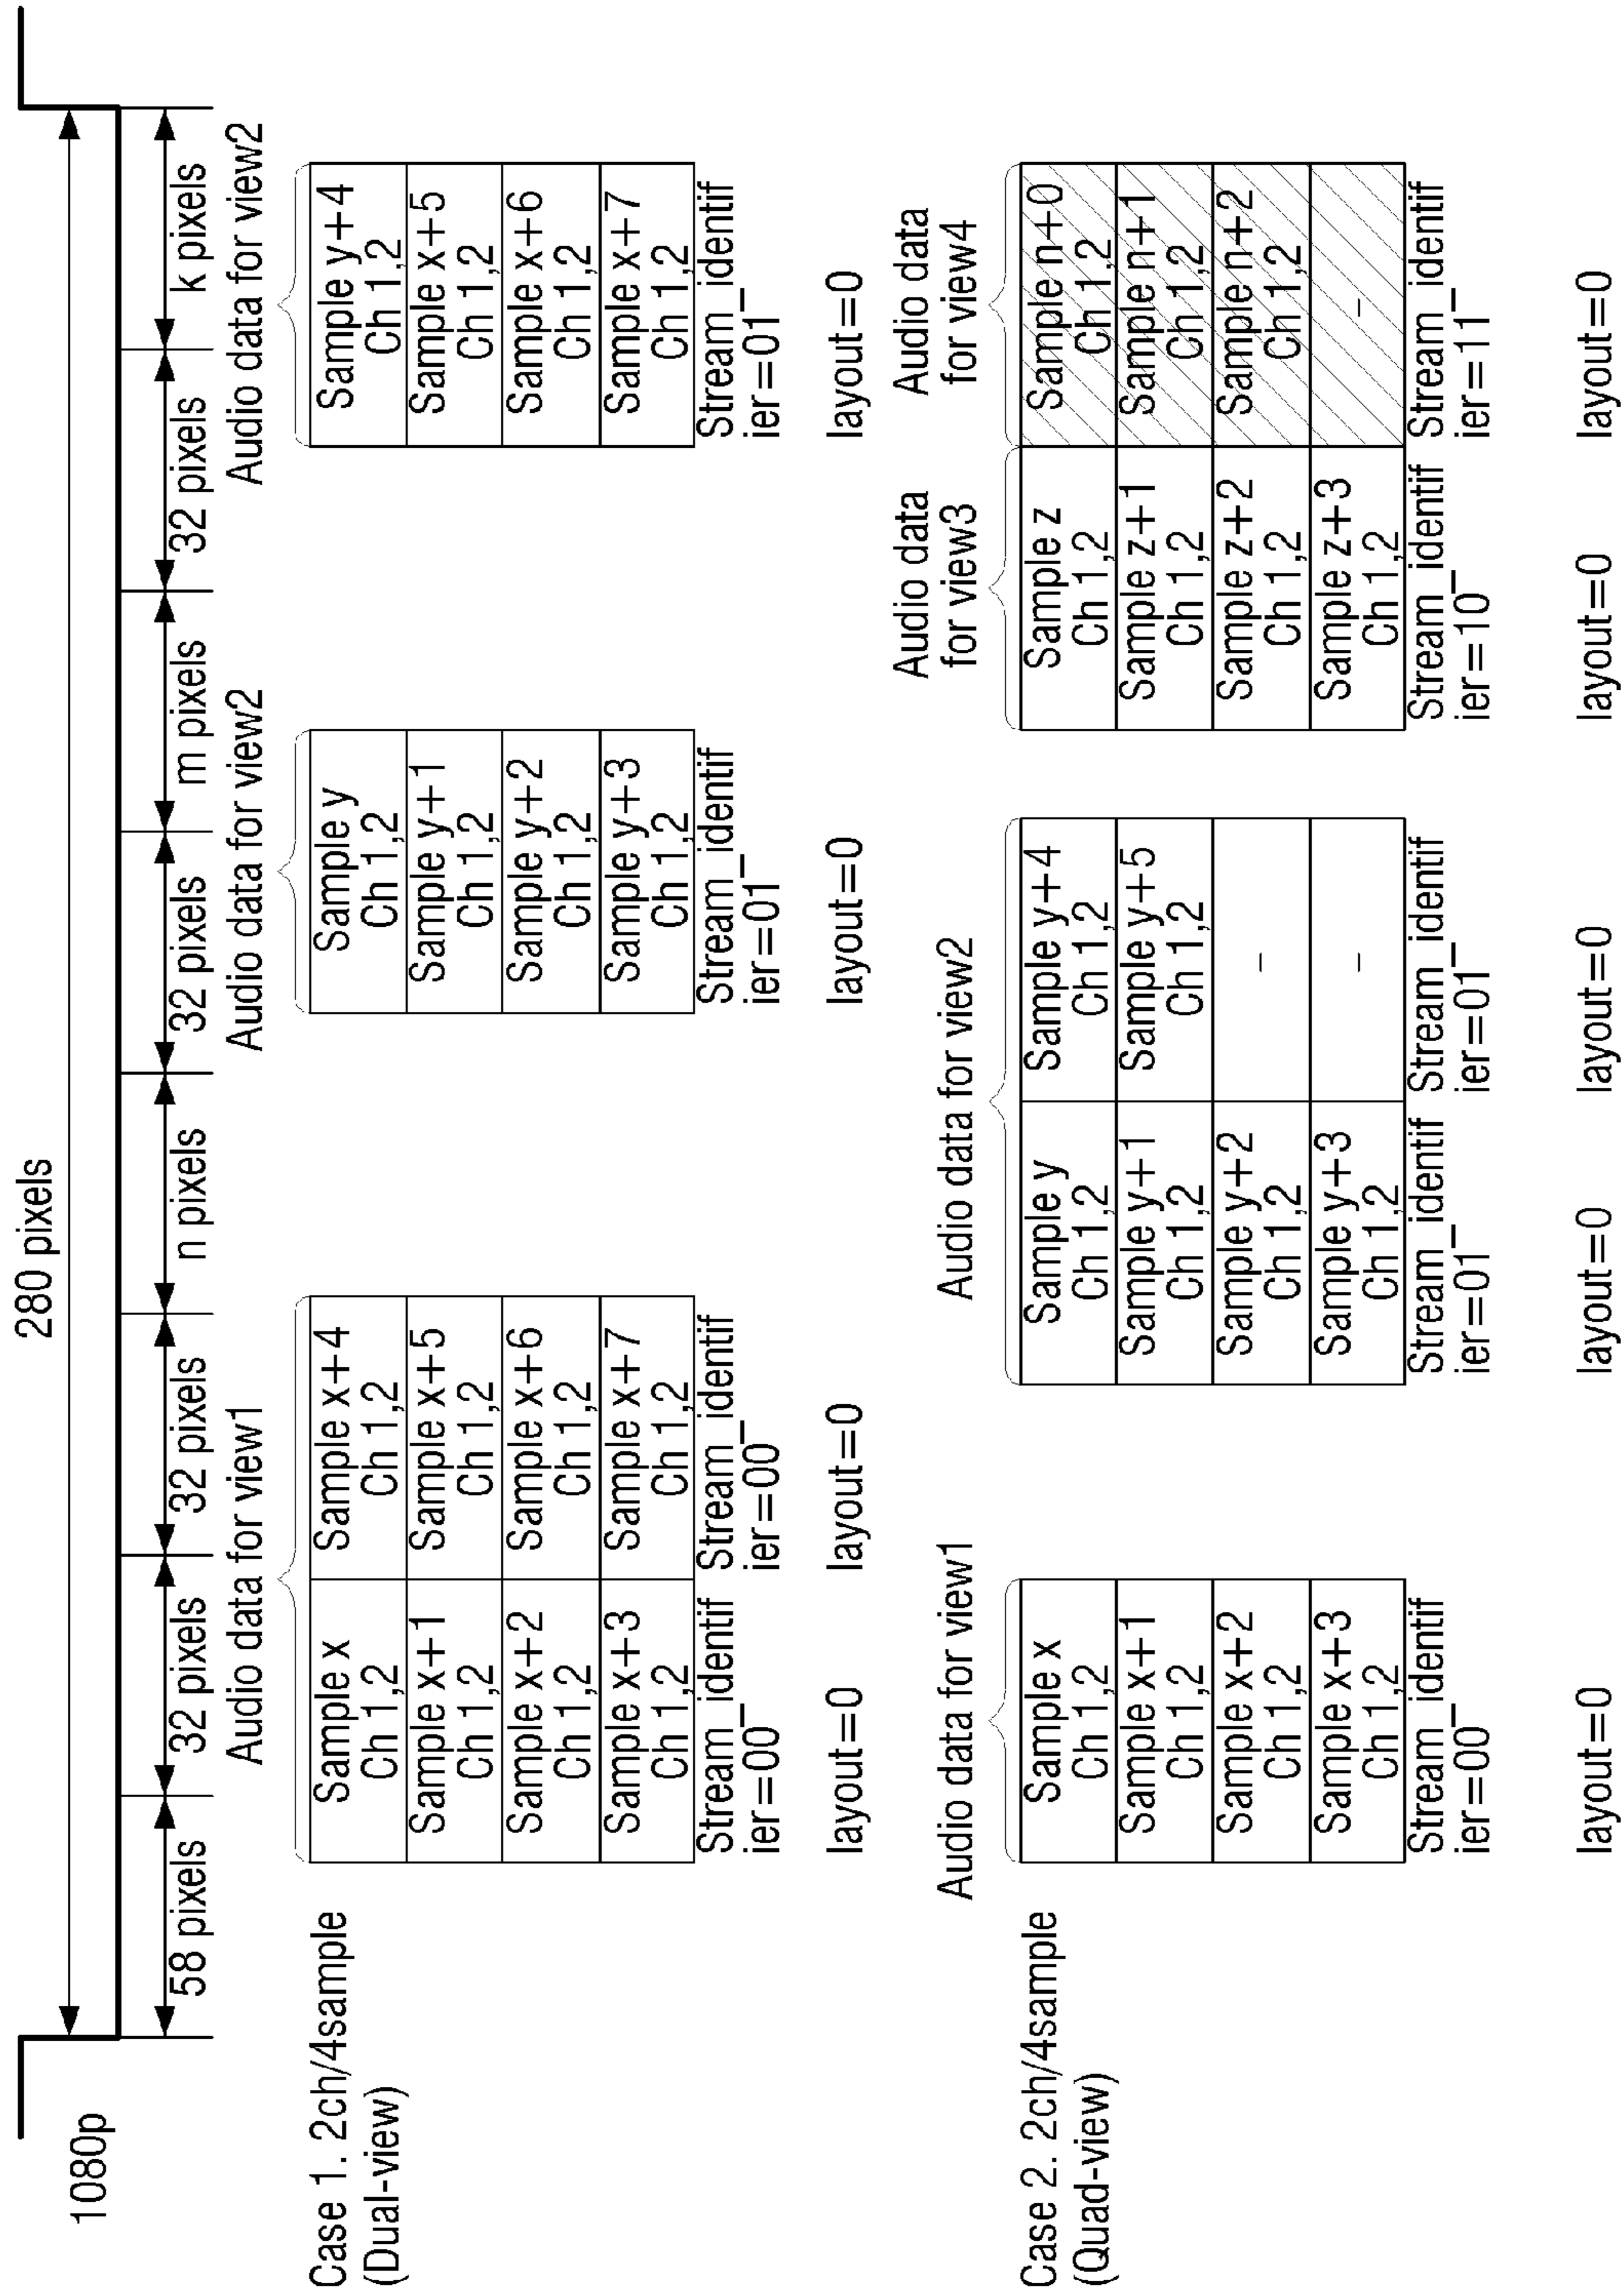 280 pixels
1080p
58 pixels
32 pixels
32 pixels
n pixels
32 pixels
m pixels
32 pixels
k pixels
Case 1. 2ch/4sample
(Dual-view)
Audio data for view1
Sample x
Ch 1,2
Sample x+1
Ch 1,2
Sample x+2
Ch 1,2
Sample x+3
Ch 1,2
Stream_identif
ier=00
layout=0
Sample x+4
Ch 1,2
Sample x+5
Ch 1,2
Sample x+6
Ch 1,2
Sample x+7
Ch 1,2
Stream_identif
ier=00
layout=0
Audio data for view2
Sample y
Ch 1,2
Sample y+1
Ch 1,2
Sample y+2
Ch 1,2
Sample y+3
Ch 1,2
Stream_identif
ier=01
layout=0
Audio data for view2
Sample y+4
Ch 1,2
Sample x+5
Ch 1,2
Sample x+6
Ch 1,2
Sample x+7
Ch 1,2
Stream_identif
ier=01
layout=0
Case 2. 2ch/4sample
(Quad-view)
Audio data for view1
Sample x
Ch 1,2
Sample x+1
Ch 1,2
Sample x+2
Ch 1,2
Sample x+3
Ch 1,2
Stream_identif
ier=00
layout=0
Audio data for view2
Sample y
Ch 1,2
Sample y+1
Ch 1,2
Sample y+2
Ch 1,2
Sample y+3
Ch 1,2
Stream_identif
ier=01
layout=0
Sample y+4
Ch 1,2
Sample y+5
Ch 1,2
-
-
Stream_identif
ier=01
layout=0
Audio data
for view3
Sample z
Ch 1,2
Sample z+1
Ch 1,2
Sample z+2
Ch 1,2
Sample z+3
Ch 1,2
Stream_identif
ier=10
layout=0
Audio data
for view4
Sample n+0
Ch 1,2
Sample n+1
Ch 1,2
Sample n+2
Ch 1,2
-
Stream_identif
ier=11
layout=0